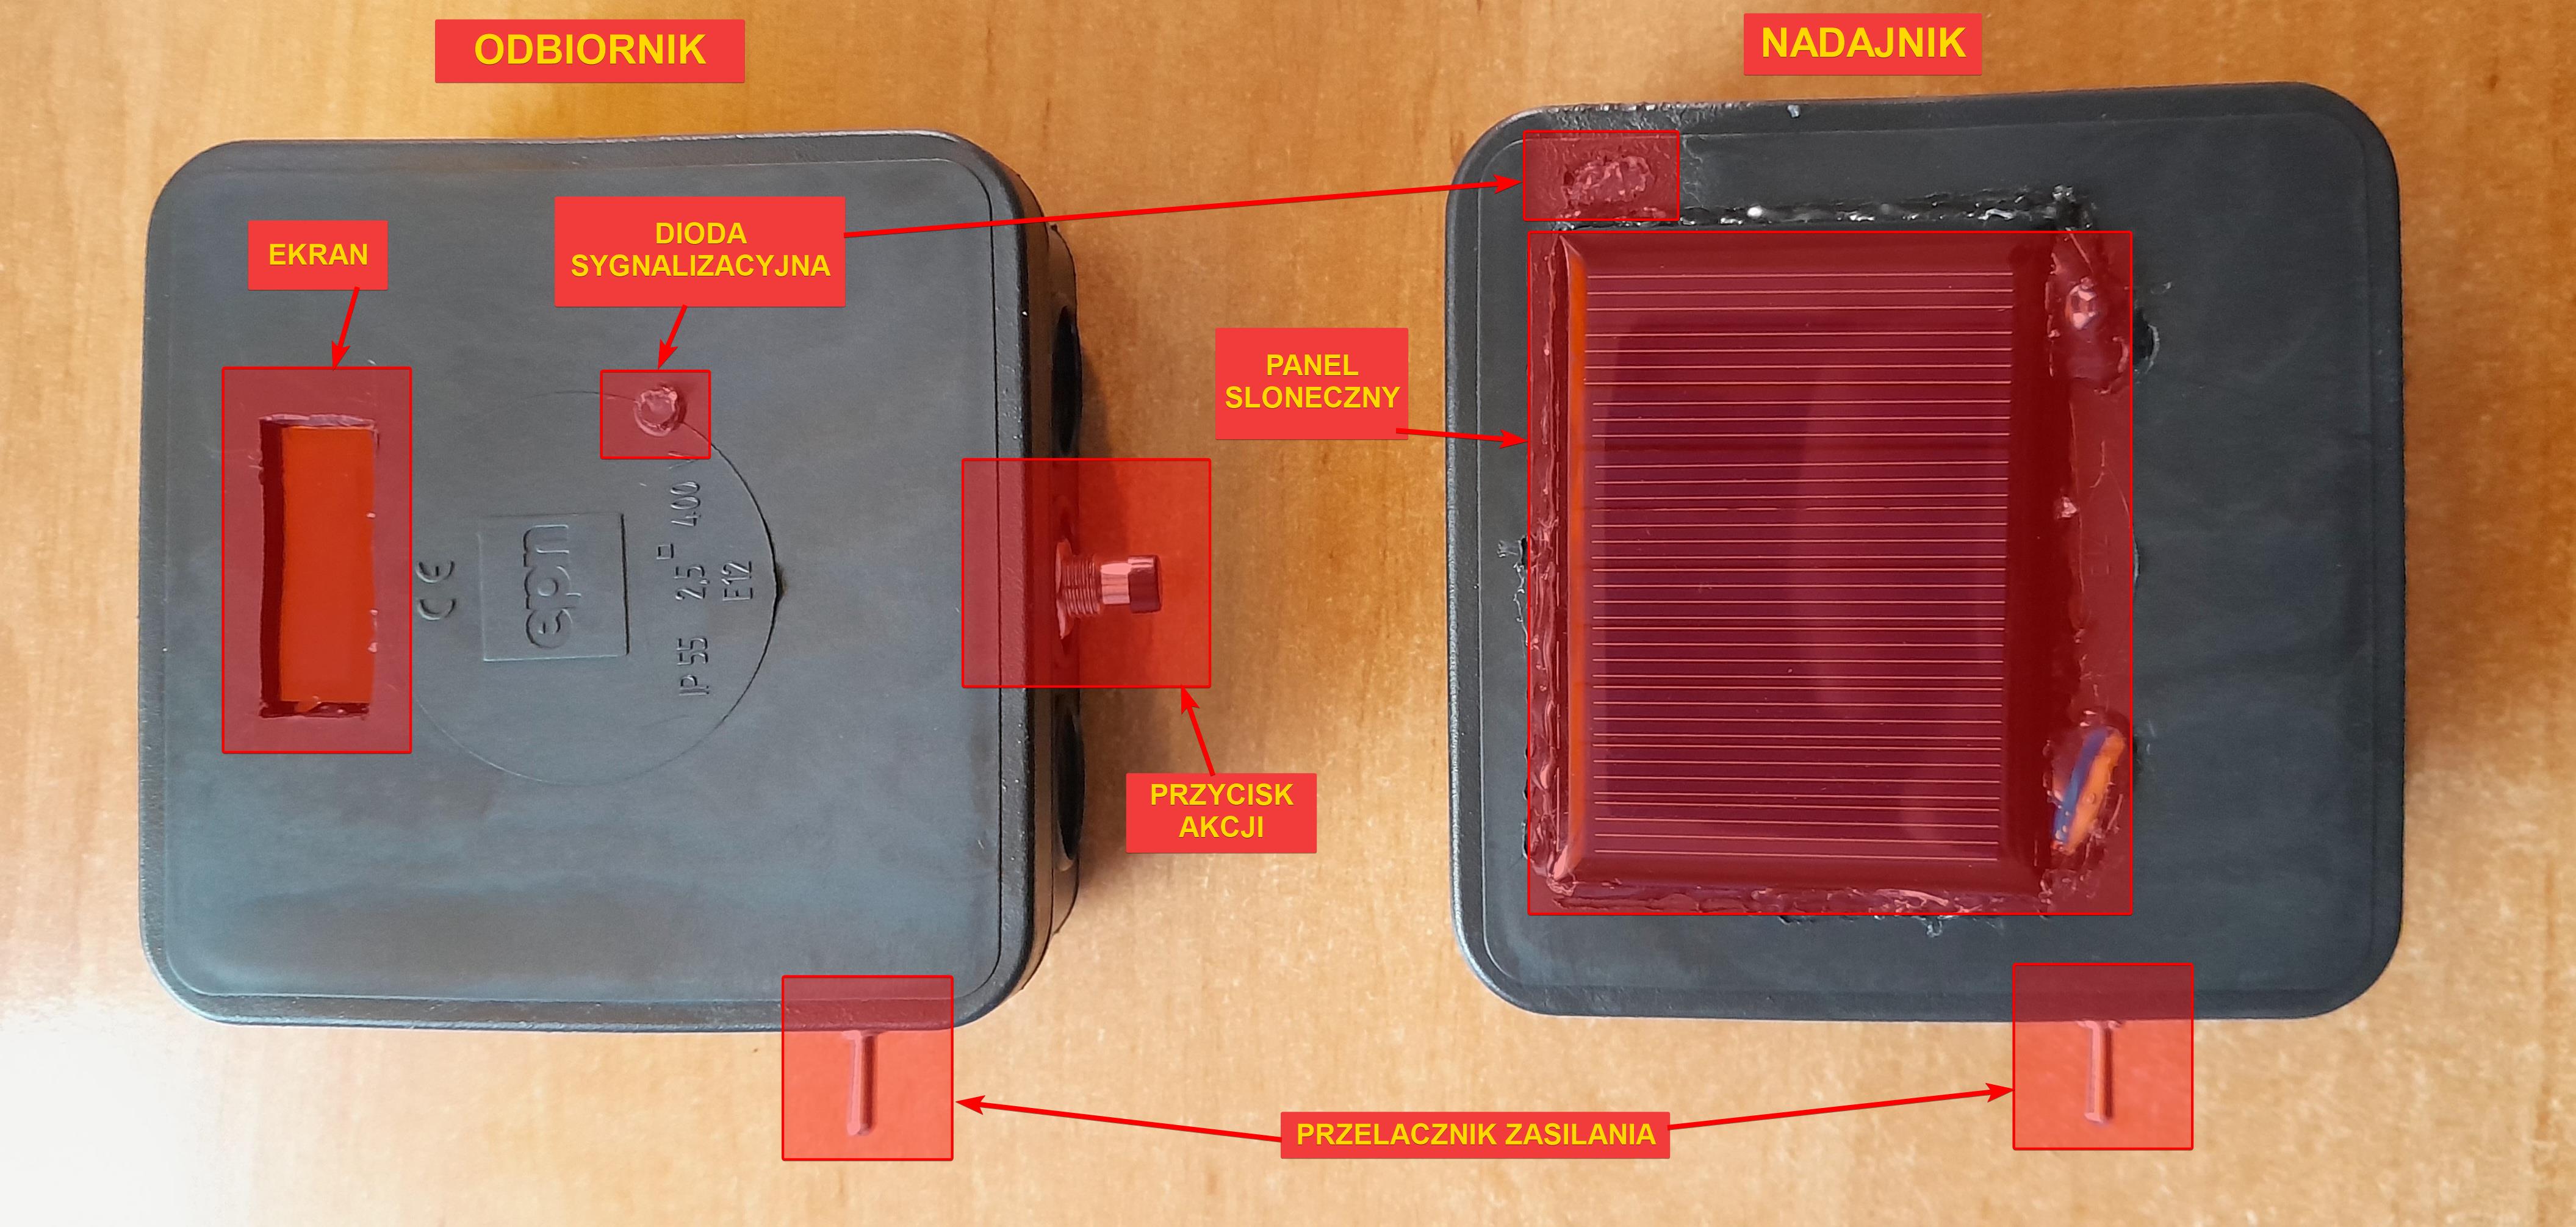 ODBIORNIK
NADAJNIK
EKRAN
DIODA
SYGNALIZACYJNA
PANEL
SLONECZNY
CE
epn
IP 55 2,5 400 V
E12
PRZYCISK
AKCJI
PRZELACZNIK ZASILANIA